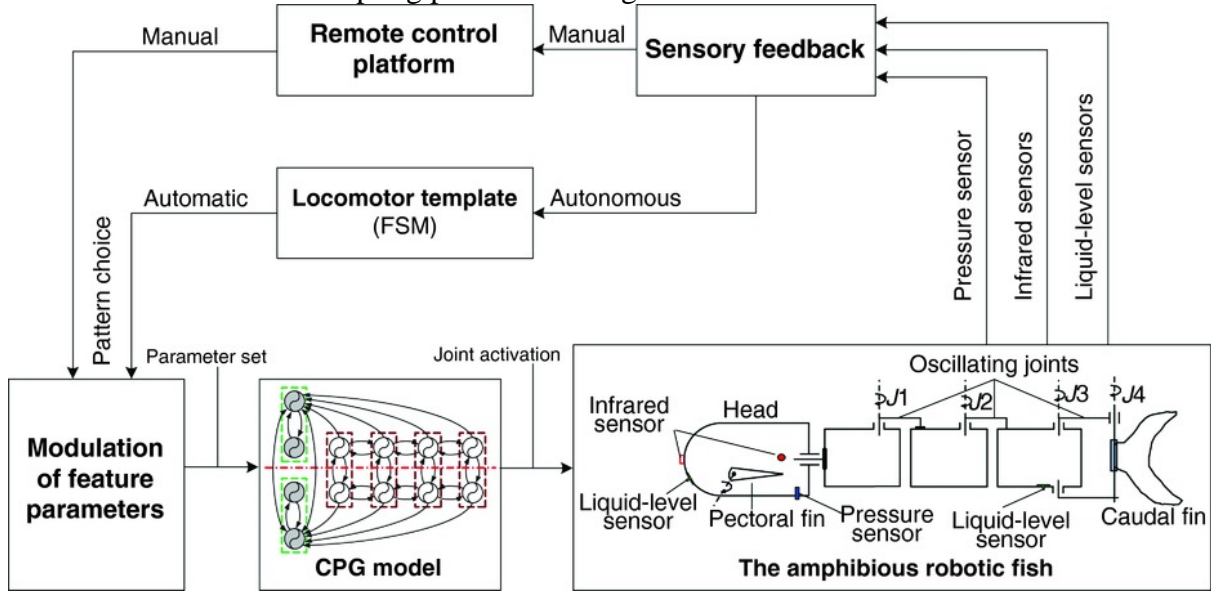 Manual
Remote control
platform
Manual
Sensory feedback
Automatic
Locomotor template
(FSM)
Autonomous
Pattern choice
Pressure sensor
Infrared sensors
Liquid-level sensors
Parameter set
Joint activation
Modulation
of feature
parameters
CPG model
Oscillating joints
J1
J2
J3
J4
Infrared
sensor
Head
Liquid-level
sensor
Pectoral fin
Pressure
sensor
Liquid-level
sensor
Caudal fin
The amphibious robotic fish